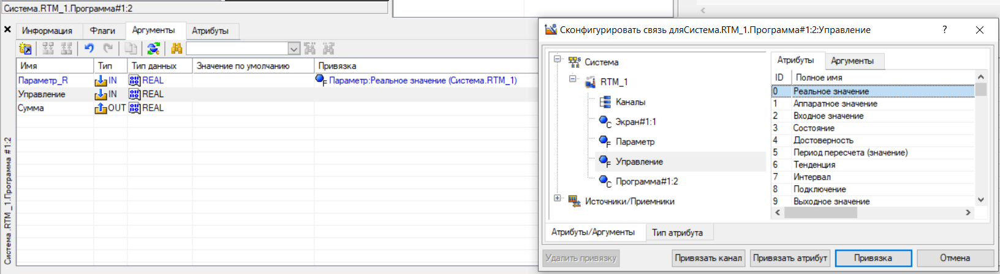 Система.RTM_1.Программа#1:2
Информация Флаги Аргументы Атрибуты
Имя Тип Тип данных Значение по умолчанию Привязка
Параметр_R IN REAL Параметр:Реальное значение (Система.RTM_1)
Управление IN REAL
Сумма OUT REAL
Система.RTM_1.Программа #1:2
Сконфигурировать связь дляСистема.RTM_1.Программа#1:2:Управление
Система
RTM_1
Каналы
Экран#1:1
Параметр
Управление
Программа#1:2
Источники/Приемники
Атрибуты Аргументы
ID Полное имя
0 Реальное значение
1 Аппаратное значение
2 Входное значение
3 Состояние
4 Достоверность
5 Период пересчета (значение)
6 Тенденция
7 Интервал
8 Подключение
9 Выходное значение
Атрибуты/Аргументы Тип атрибута
Удалить привязку Привязать канал Привязать атрибут Привязка Отмена